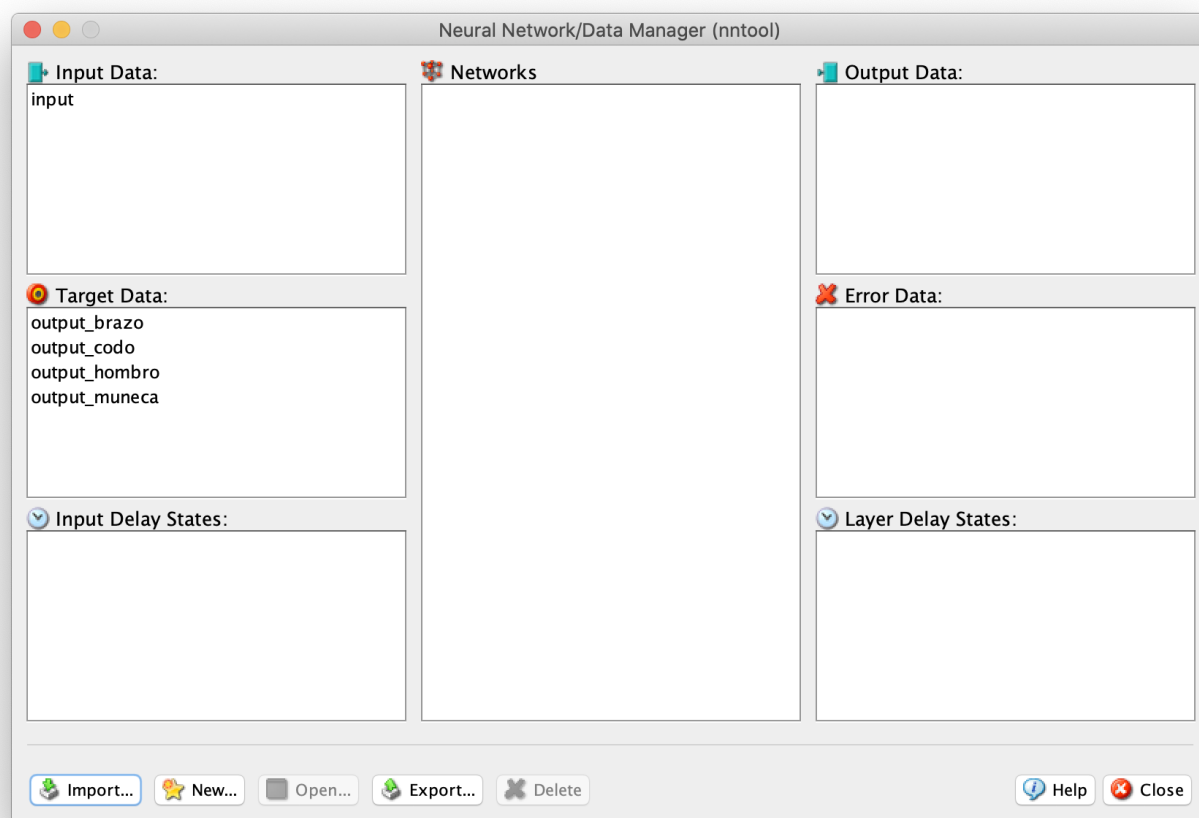 Neural Network/Data Manager (nntool)
Input Data:
input
Target Data:
output_brazo
output_codo
output_hombro
output_muneca
Input Delay States:
Networks
Output Data:
Error Data:
Layer Delay States:
Import...
New...
Open...
Export...
Delete
Help
Close